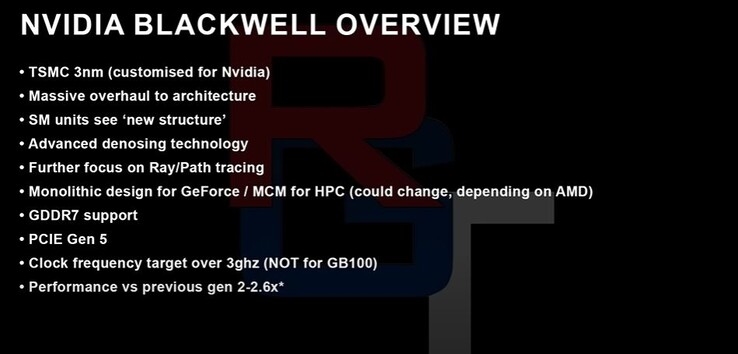 NVIDIA BLACKWELL OVERVIEW
• TSMC 3nm (customised for Nvidia)
• Massive overhaul to architecture
• SM units see ‘new structure’
• Advanced denosing technology
• Further focus on Ray/Path tracing
• Monolithic design for GeForce / MCM for HPC (could change, depending on AMD)
• GDDR7 support
• PCIE Gen 5
• Clock frequency target over 3ghz (NOT for GB100)
• Performance vs previous gen 2-2.6x*
RGT